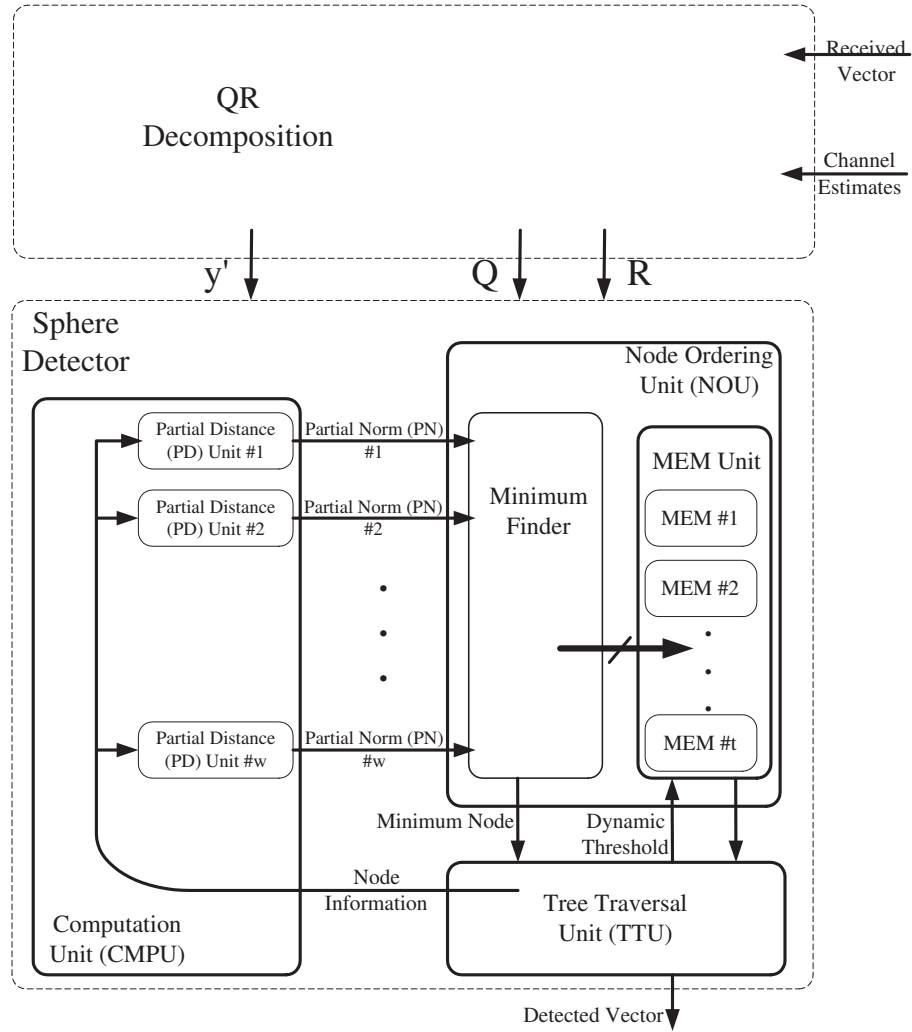 Received
Vector
QR
Decomposition
Channel
Estimates
y'
Q
R
Sphere
Detector
Node Ordering
Unit (NOU)
Partial Distance
(PD) Unit #1
Partial Norm (PN)
#1
MEM Unit
Minimum
Finder
Partial Distance
(PD) Unit #2
Partial Norm (PN)
#2
MEM #1
MEM #2
Partial Distance
(PD) Unit #w
Partial Norm (PN)
#w
MEM #t
Minimum Node
Dynamic
Threshold
Node
Information
Tree Traversal
Unit (TTU)
Computation
Unit (CMPU)
Detected Vector